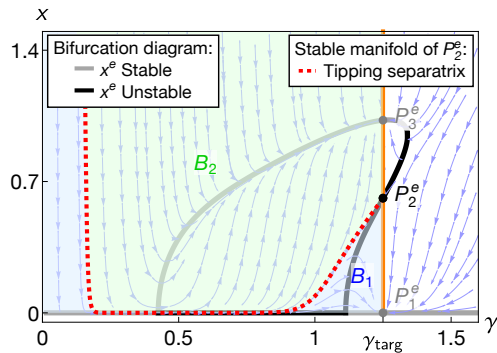 x
Bifurcation diagram:
x^e Stable
x^e Unstable
Stable manifold of P_2^e:
Tipping separatrix
1.4
0.7
0
P_3^e
B_2
P_2^e
B_1
P_1^e
0
0.5
1
γ_targ
1.5
γ